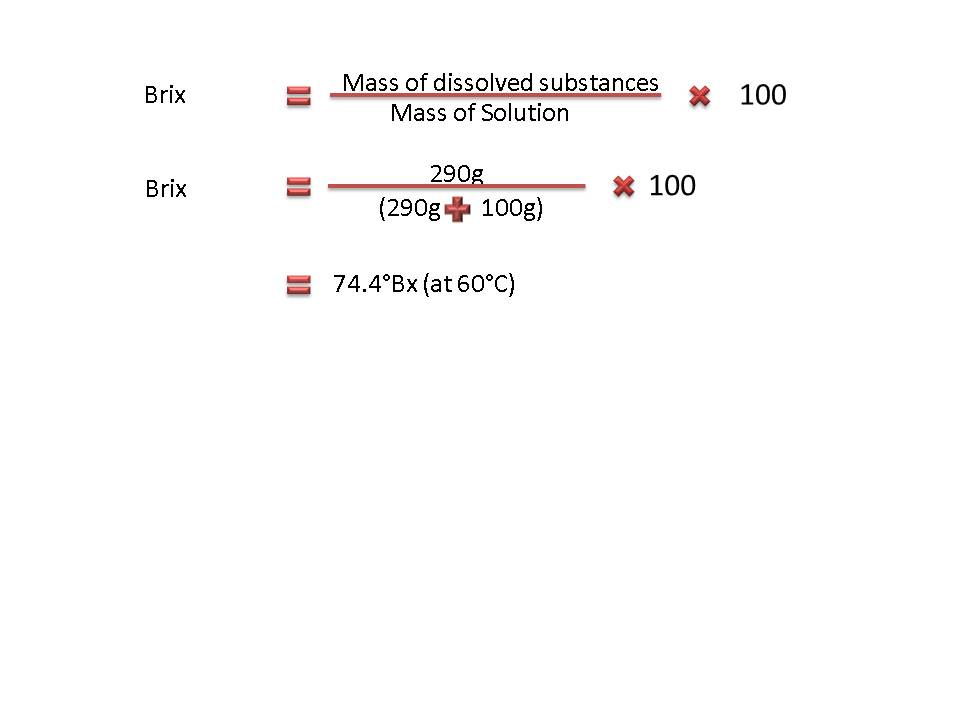 Brix = Mass of dissolved substances × 100
Mass of Solution
Brix = 290g × 100
(290g + 100g)
= 74.4°Bx (at 60°C)